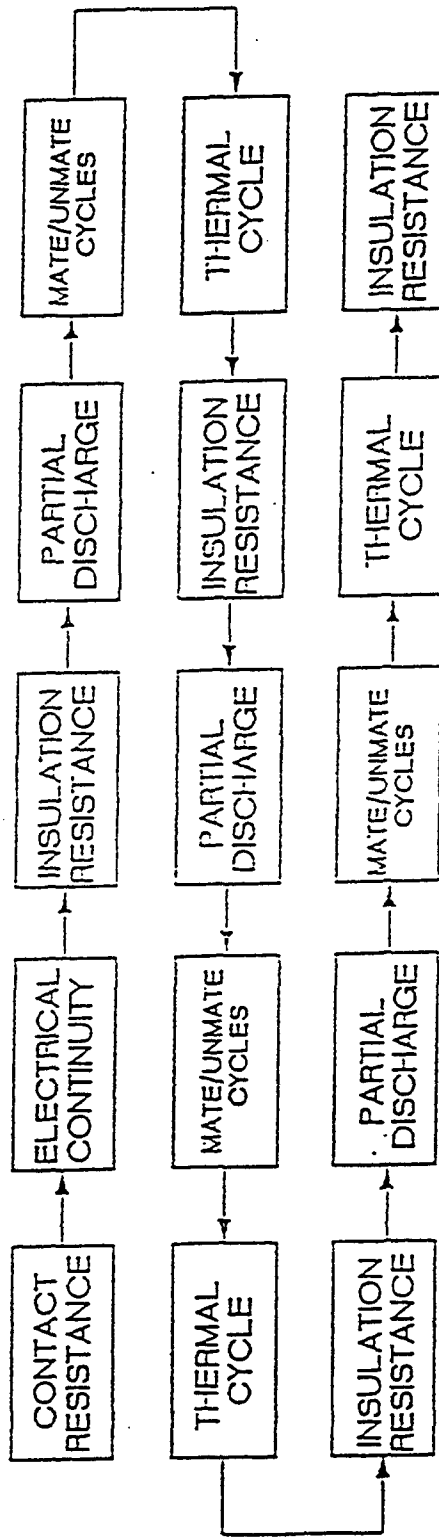 CONTACT
RESISTANCE
ELECTRICAL
CONTINUITY
INSULATION
RESISTANCE
PARTIAL
DISCHARGE
MATE/UNMATE
CYCLES
THERMAL
CYCLE
INSULATION
RESISTANCE
PARTIAL
DISCHARGE
MATE/UNMATE
CYCLES
THERMAL
CYCLE
INSULATION
RESISTANCE
PARTIAL
DISCHARGE
MATE/UNMATE
CYCLES
THERMAL
CYCLE
INSULATION
RESISTANCE